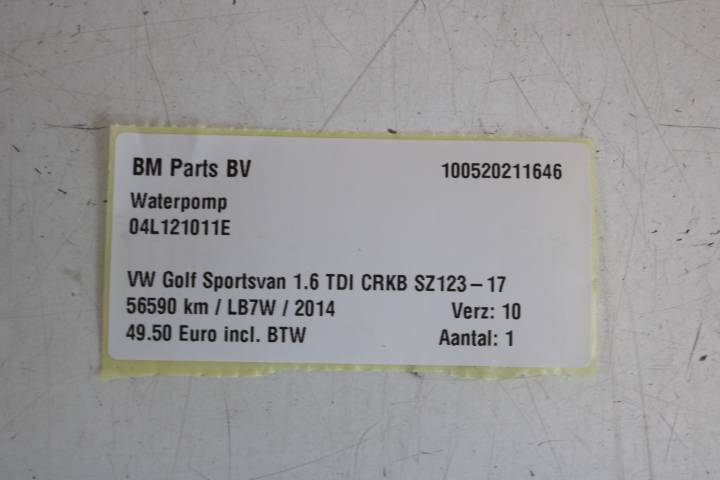 BM Parts BV 100520211646
Waterpomp
04L121011E
VW Golf Sportsvan 1.6 TDI CRKB SZ123-17
56590 km / LB7W / 2014 Verz: 10
49.50 Euro incl. BTW Aantal: 1